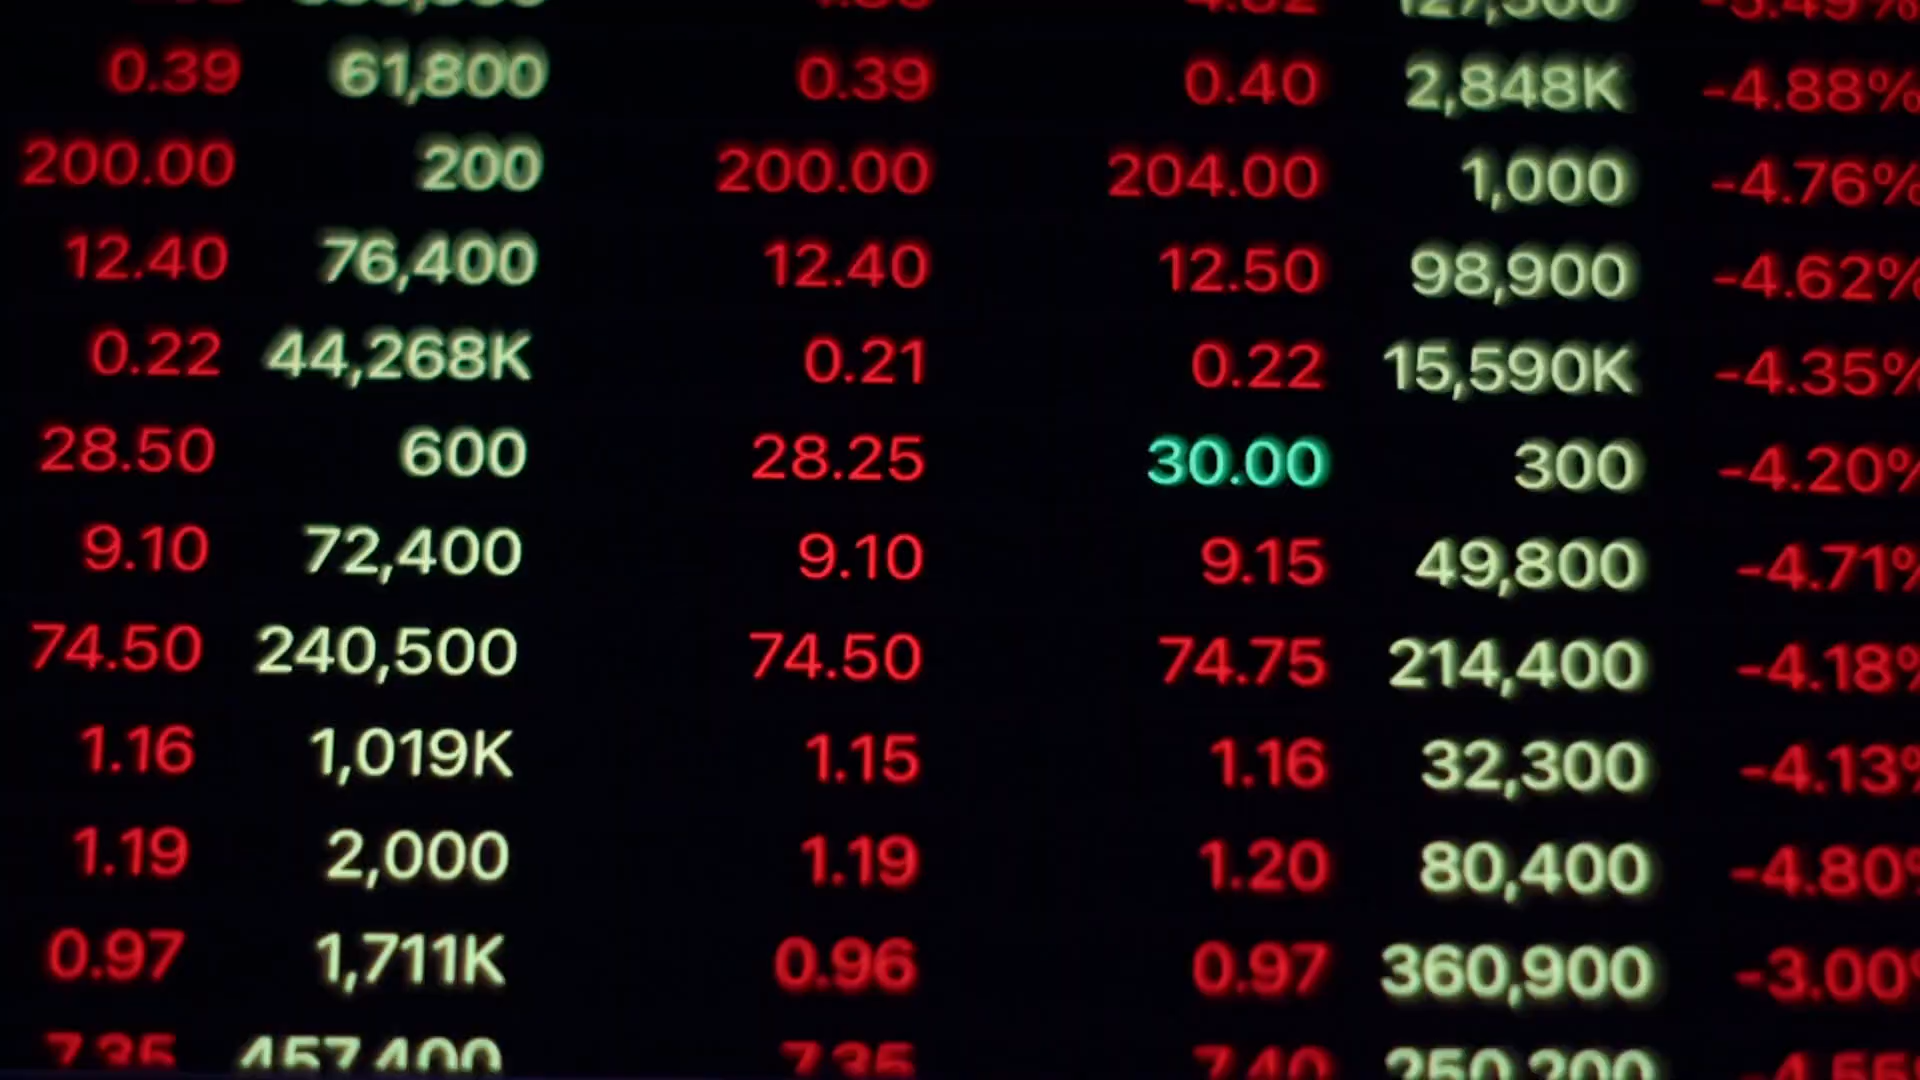 0.39 61,800 0.39 0.40 2,848K -4.88%
200.00 200 200.00 204.00 1,000 -4.76%
12.40 76,400 12.40 12.50 98,900 -4.62%
0.22 44,268K 0.21 0.22 15,590K -4.35%
28.50 600 28.25 30.00 300 -4.20%
9.10 72,400 9.10 9.15 49,800 -4.71%
74.50 240,500 74.50 74.75 214,400 -4.18%
1.16 1,019K 1.15 1.16 32,300 -4.13%
1.19 2,000 1.19 1.20 80,400 -4.80%
0.97 1,711K 0.96 0.97 360,900 -3.00%
7.35 457,400 7.35 7.40 250,200